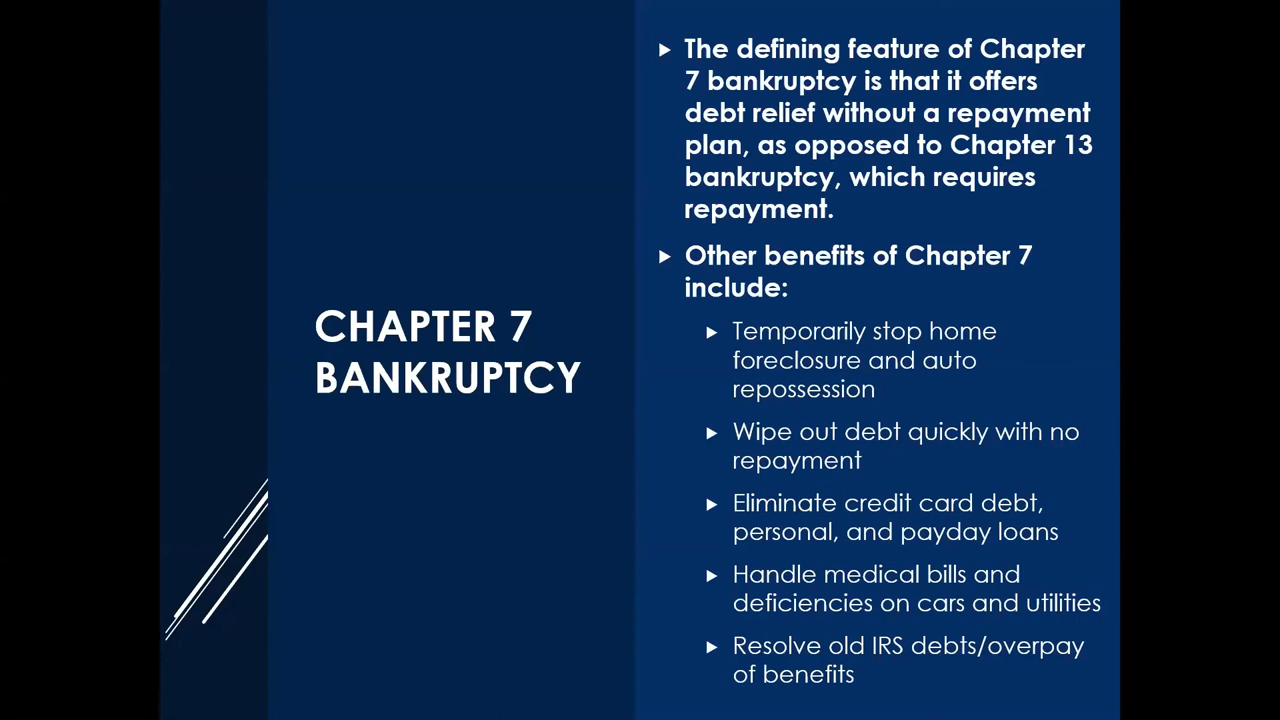 CHAPTER 7
BANKRUPTCY
The defining feature of Chapter
7 bankruptcy is that it offers
debt relief without a repayment
plan, as opposed to Chapter 13
bankruptcy, which requires
repayment.
Other benefits of Chapter 7
include:
Temporarily stop home
foreclosure and auto
repossession
Wipe out debt quickly with no
repayment
Eliminate credit card debt,
personal, and payday loans
Handle medical bills and
deficiencies on cars and utilities
Resolve old IRS debts/overpay
of benefits